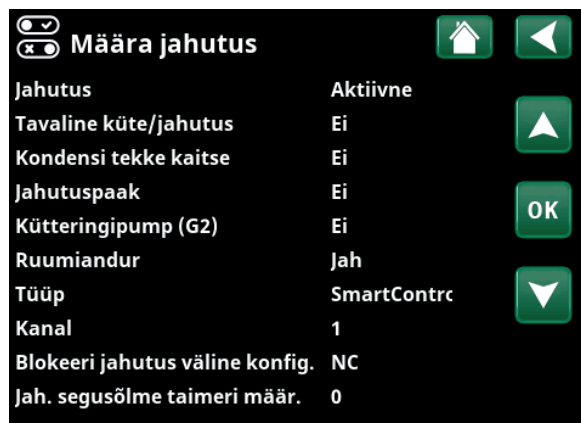 Määra jahutus
Jahutus Aktiivne
Tavaline küte/jahutus Ei
Kondensi tekke kaitse Ei
Jahutuspaak Ei
Kütteringipump (G2) Ei
OK
Ruumiandur Jah
Tüüp SmartContrc
Kanal 1
Blokeeri jahutus väline konfig. NC
Jah. segusõlme taimeri määr. 0